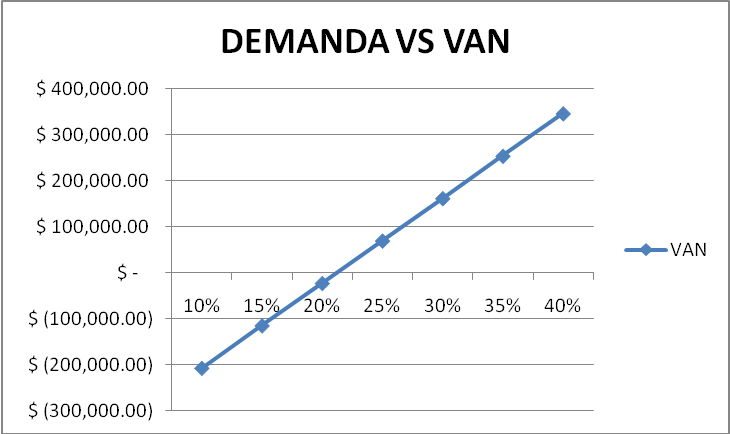 DEMANDA VS VAN
$ 400,000.00
$ 300,000.00
$ 200,000.00
$ 100,000.00
$ -
$ (100,000.00)
$ (200,000.00)
$ (300,000.00)
10% 15% 20% 25% 30% 35% 40%
VAN